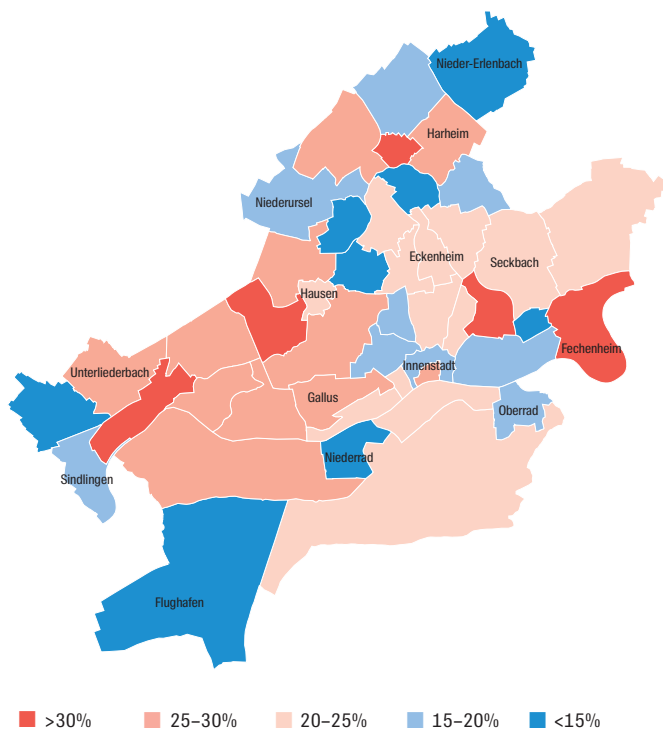 Nieder-Erlenbach
Harheim
Niederursel
Eckenheim
Seckbach
Hausen
Fechenheim
Innenstadt
Unterliederbach
Gallus
Oberrad
Niederrad
Sindlingen
Flughafen
>30% 25–30% 20–25% 15–20% <15%